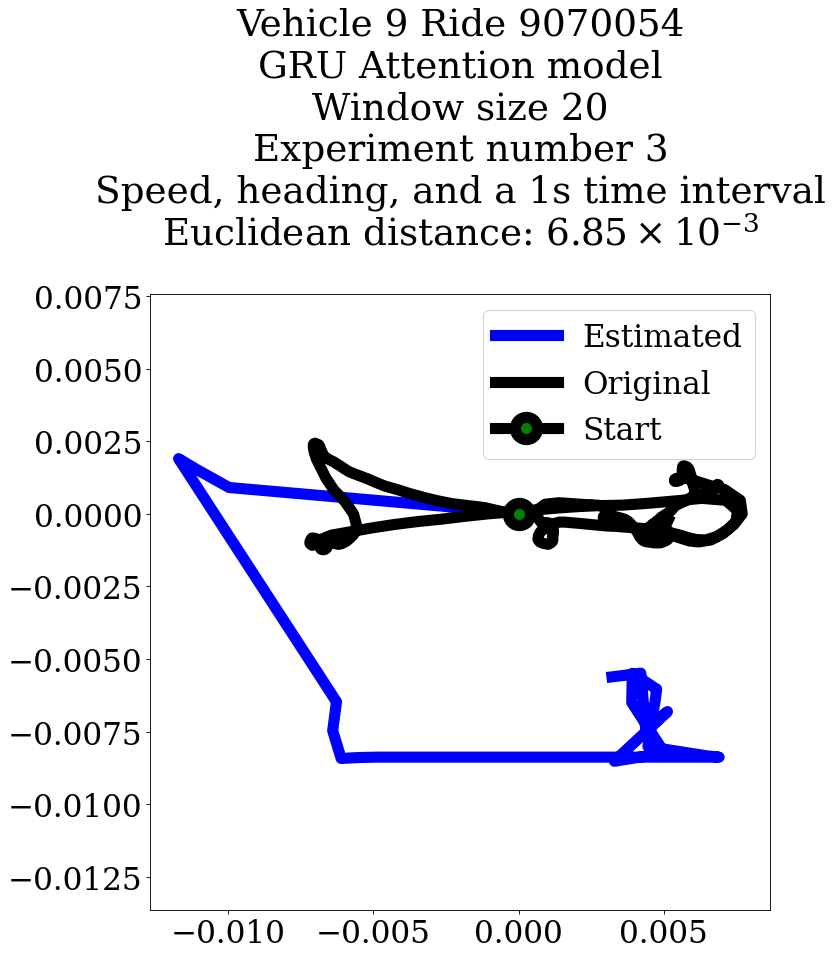 Vehicle 9 Ride 9070054
GRU Attention model
Window size 20
Experiment number 3
Speed, heading, and a 1s time interval
Euclidean distance: 6.85 × 10⁻³
Estimated
Original
Start
0.0075
0.0050
0.0025
0.0000
−0.0025
−0.0050
−0.0075
−0.0100
−0.0125
−0.010 −0.005 0.000 0.005